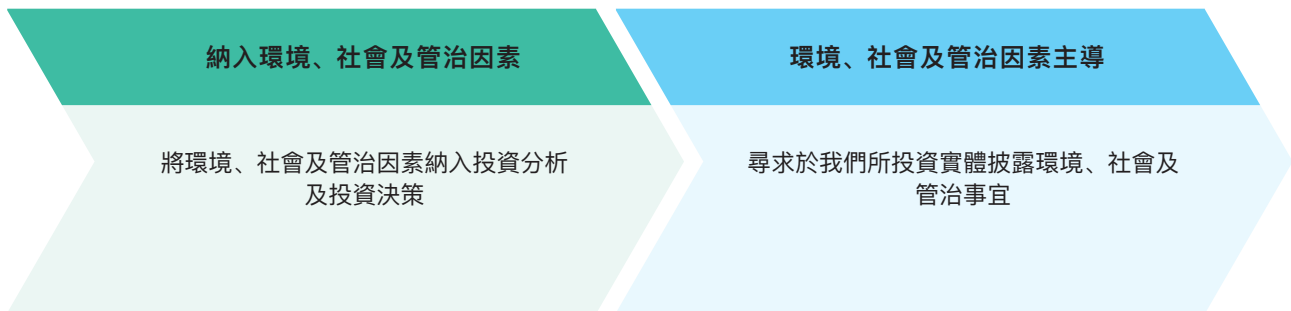 納入環境、社會及管治因素
將環境、社會及管治因素納入投資分析
及投資決策
環境、社會及管治因素主導
尋求於我們所投資實體披露環境、社會及
管治事宜